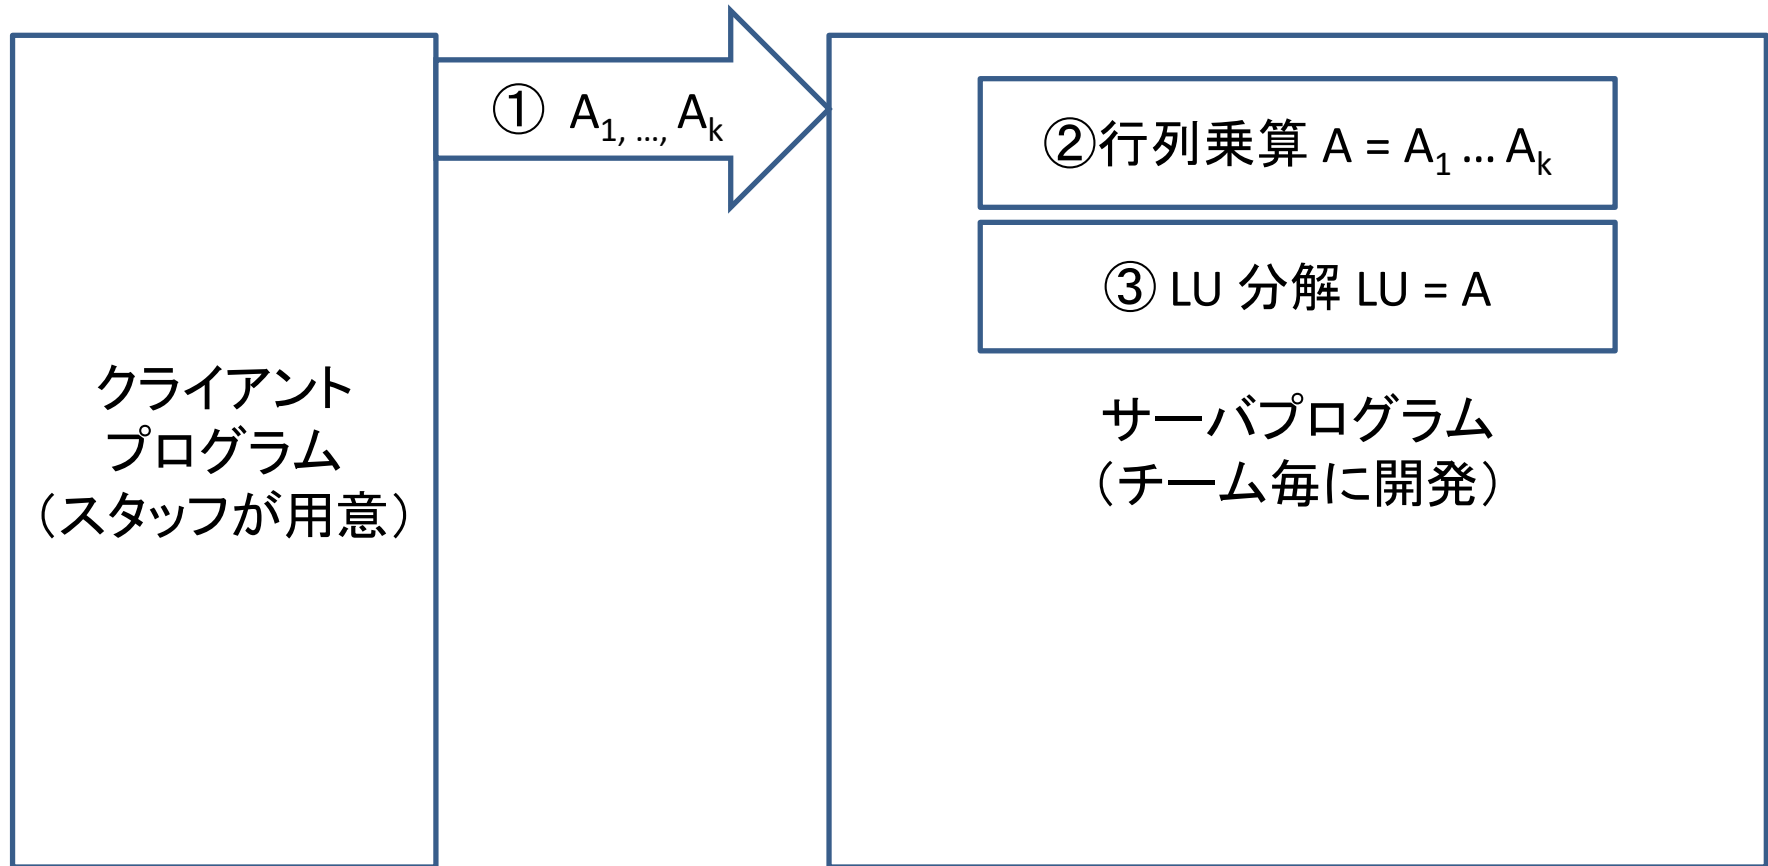 ① A1, ..., Ak
②行列乗算 A = A1 ... Ak
③ LU 分解 LU = A
クライアント
プログラム
（スタッフが用意）
サーバプログラム
（チーム毎に開発）